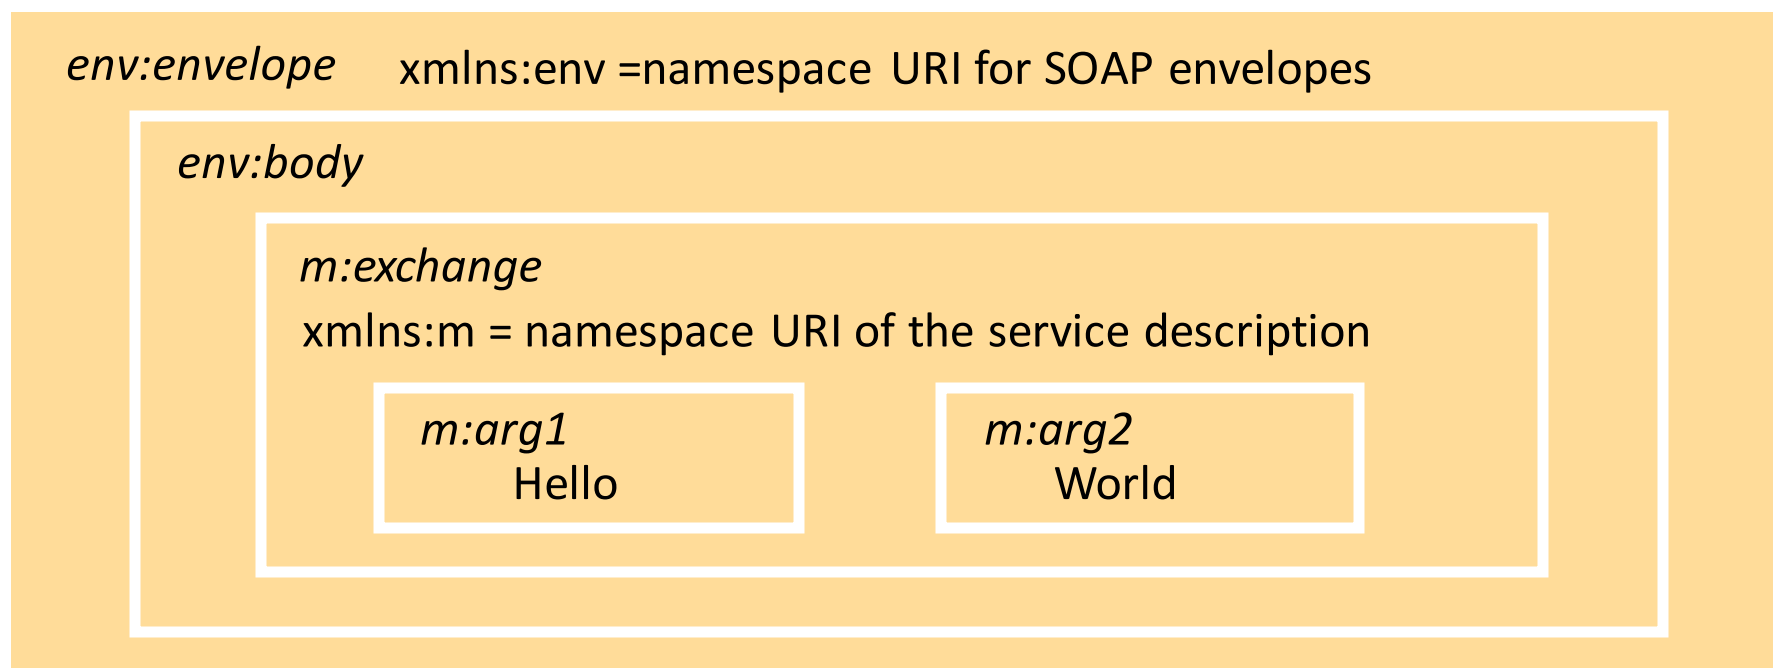 env:envelope xmlns:env =namespace URI for SOAP envelopes
env:body
m:exchange
xmlns:m = namespace URI of the service description
m:arg1 m:arg2
Hello World